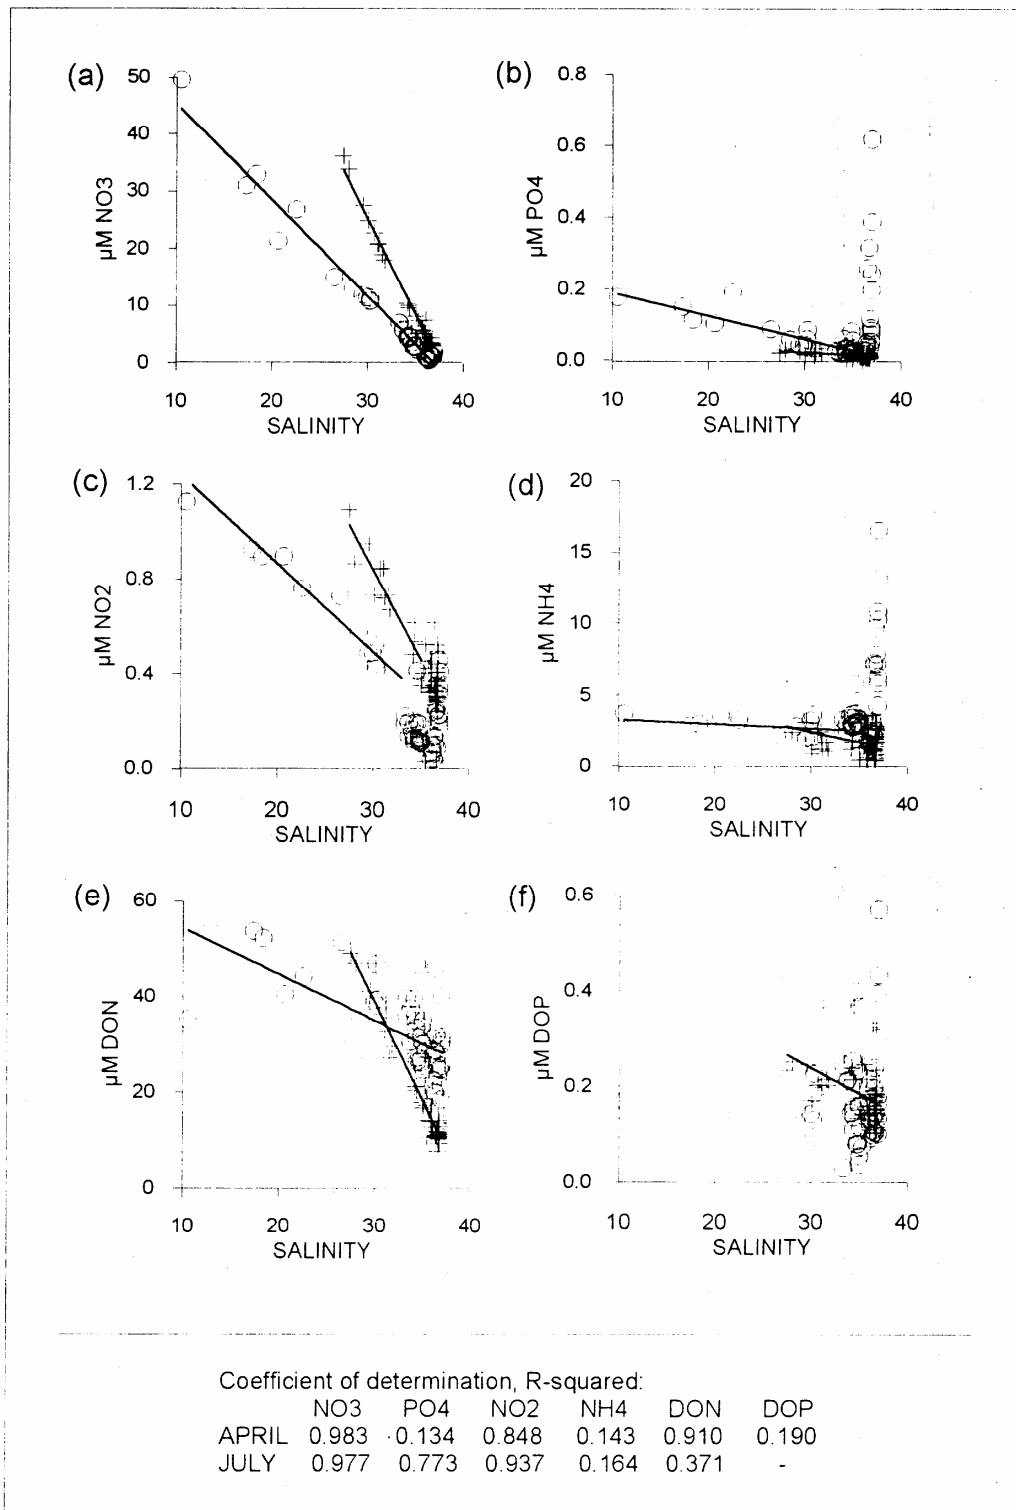 (a)
50
40
30
20
10
0
µM NO3
10 20 30 40
SALINITY
(b)
0.8
0.6
0.4
0.2
0.0
µM PO4
10 20 30 40
SALINITY
(c)
1.2
0.8
0.4
0.0
µM NO2
10 20 30 40
SALINITY
(d)
20
15
10
5
0
µM NH4
10 20 30 40
SALINITY
(e)
60
40
20
0
µM DON
10 20 30 40
SALINITY
(f)
0.6
0.4
0.2
0.0
µM DOP
10 20 30 40
SALINITY
Coefficient of determination, R-squared:
NO3 PO4 NO2 NH4 DON DOP
APRIL 0.983 0.134 0.848 0.143 0.910 0.190
JULY 0.977 0.773 0.937 0.164 0.371 -